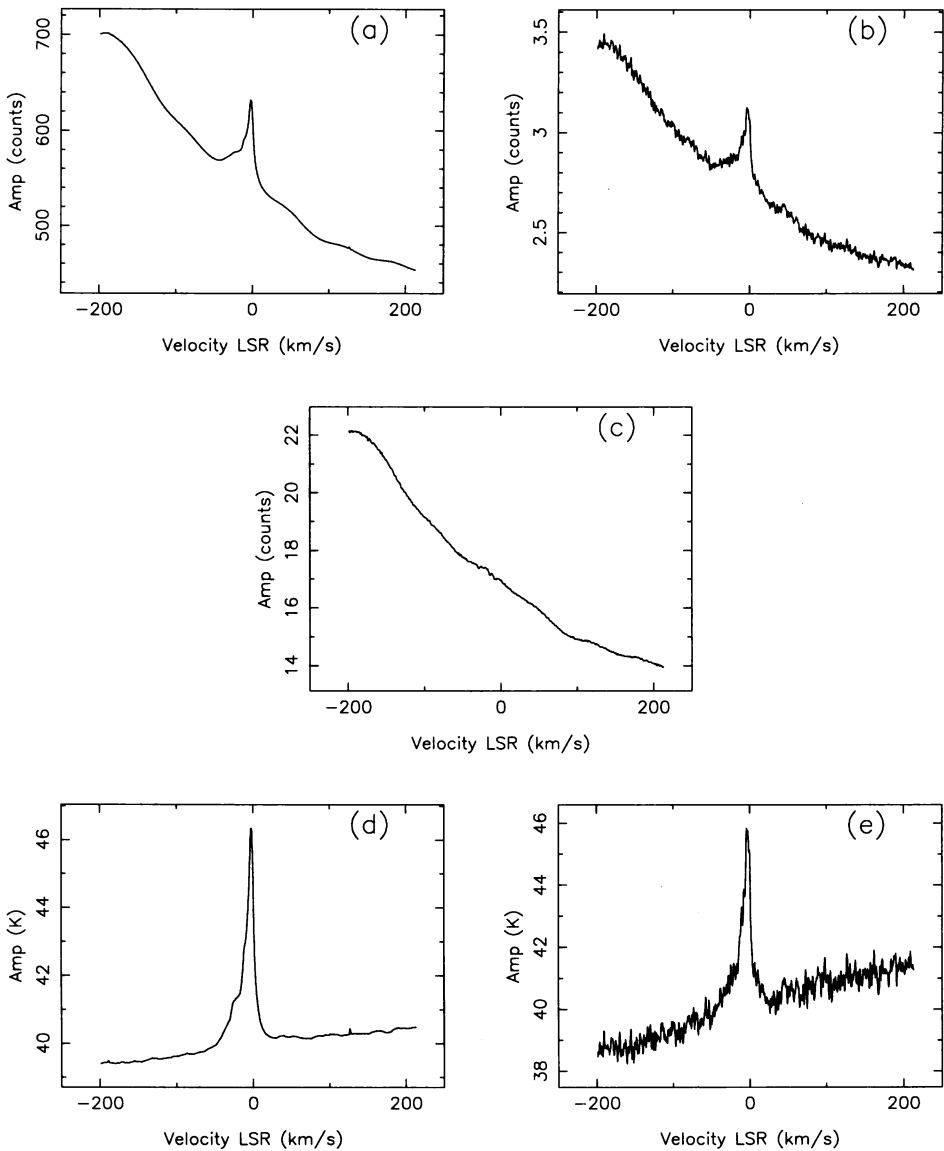 (a)
700
600
500
Amp (counts)
−200 0 200
Velocity LSR (km/s)
(b)
3.5
3
2.5
Amp (counts)
−200 0 200
Velocity LSR (km/s)
(c)
22
20
18
16
14
Amp (counts)
−200 0 200
Velocity LSR (km/s)
(d)
46
44
42
40
Amp (K)
−200 0 200
Velocity LSR (km/s)
(e)
46
44
42
40
38
Amp (K)
−200 0 200
Velocity LSR (km/s)